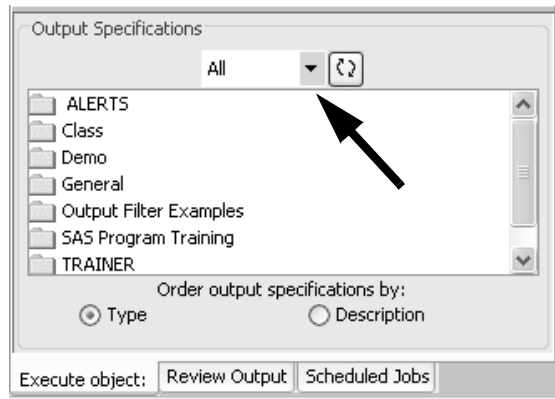 Output Specifications
All
ALERTS
Class
Demo
General
Output Filter Examples
SAS Program Training
TRAINER
Order output specifications by:
Type Description
Execute object: Review Output Scheduled Jobs